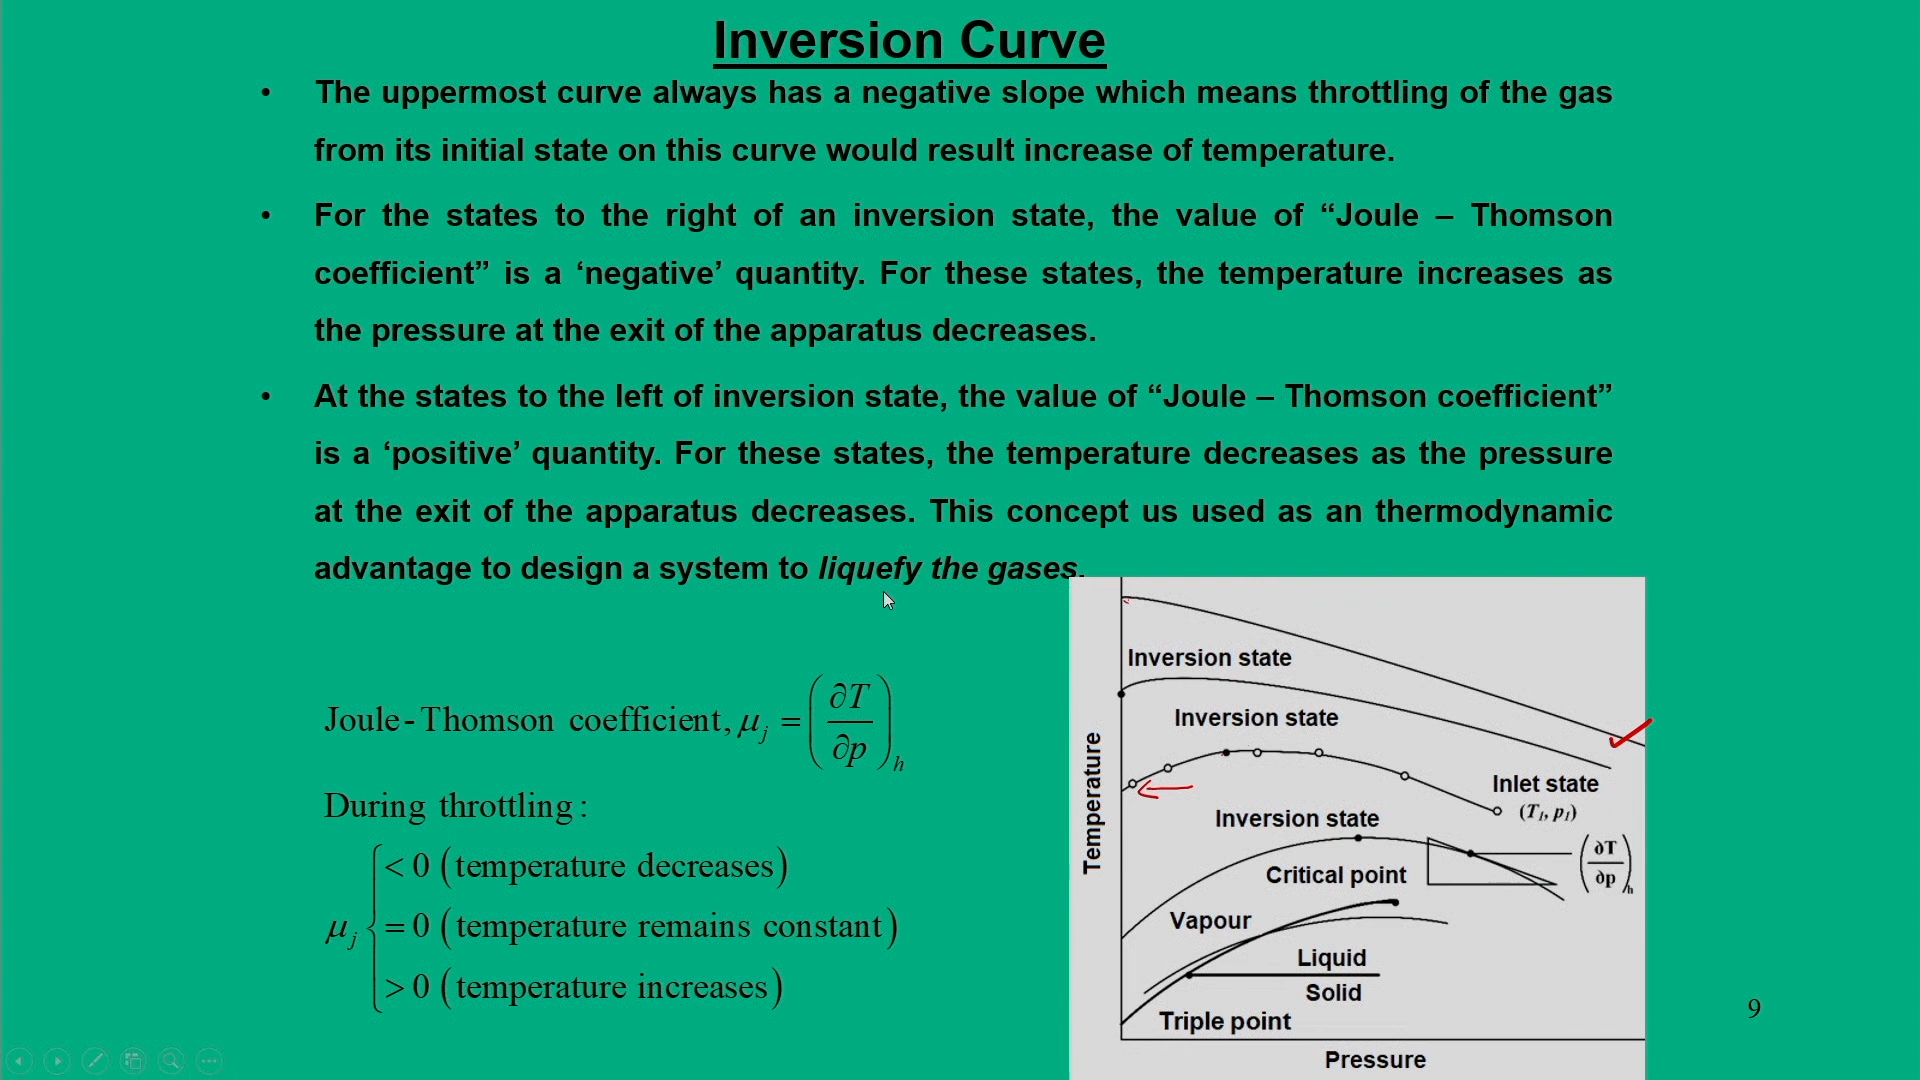 Inversion Curve
• The uppermost curve always has a negative slope which means throttling of the gas
from its initial state on this curve would result increase of temperature.
• For the states to the right of an inversion state, the value of “Joule – Thomson
coefficient” is a ‘negative’ quantity. For these states, the temperature increases as
the pressure at the exit of the apparatus decreases.
• At the states to the left of inversion state, the value of “Joule – Thomson coefficient”
is a ‘positive’ quantity. For these states, the temperature decreases as the pressure
at the exit of the apparatus decreases. This concept us used as an thermodynamic
advantage to design a system to liquefy the gases.
Joule - Thomson coefficient, μj = (∂T/∂p)h
During throttling :
μj { < 0 (temperature decreases)
= 0 (temperature remains constant)
> 0 (temperature increases)
Inversion state
Inversion state
Temperature
Inlet state
(T1, p1)
Inversion state
(∂T/∂p)h
Critical point
Vapour
Liquid
Solid
Triple point
Pressure
9